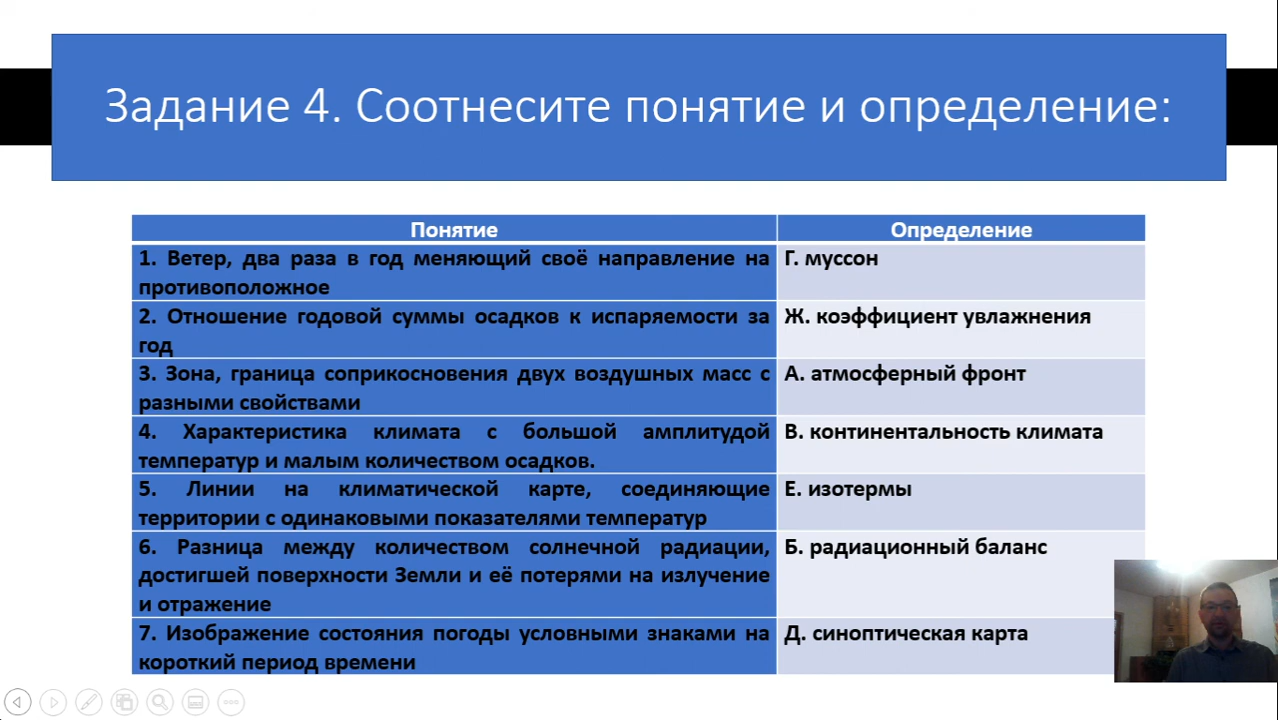 Задание 4. Соотнесите понятие и определение:
Понятие
Определение
1. Ветер, два раза в год меняющий своё направление на
противоположное
Г. муссон
2. Отношение годовой суммы осадков к испаряемости за
год
Ж. коэффициент увлажнения
3. Зона, граница соприкосновения двух воздушных масс с
разными свойствами
А. атмосферный фронт
4. Характеристика климата с большой амплитудой
температур и малым количеством осадков.
В. континентальность климата
5. Линии на климатической карте, соединяющие
территории с одинаковыми показателями температур
Е. изотермы
6. Разница между количеством солнечной радиации,
достигшей поверхности Земли и её потерями на излучение
и отражение
Б. радиационный баланс
7. Изображение состояния погоды условными знаками на
короткий период времени
Д. синоптическая карта